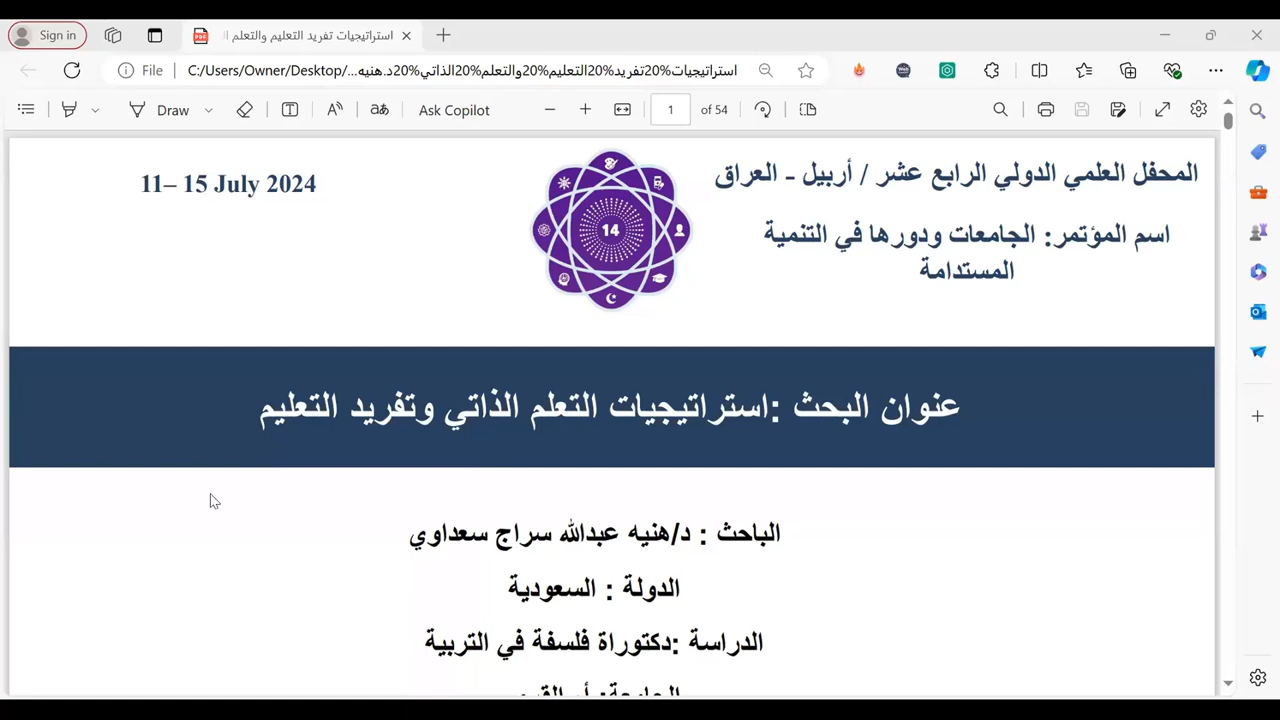 Sign in
استراتيجيات تفريد التعليم والتعلم ال
File
C:/Users/Owner/Desktop/...استراتيجيات%20تفريد%20التعليم%20والتعلم%20الذاتي%20د.هنيه
Draw
aあ
Ask Copilot
1 of 54
المحفل العلمي الدولي الرابع عشر / أربيل - العراق
11– 15 July 2024
14
اسم المؤتمر: الجامعات ودورها في التنمية
المستدامة
عنوان البحث :استراتيجيات التعلم الذاتي وتفريد التعليم
الباحث : د/هنيه عبدالله سراج سعداوي
الدولة : السعودية
الدراسة :دكتوراة فلسفة في التربية